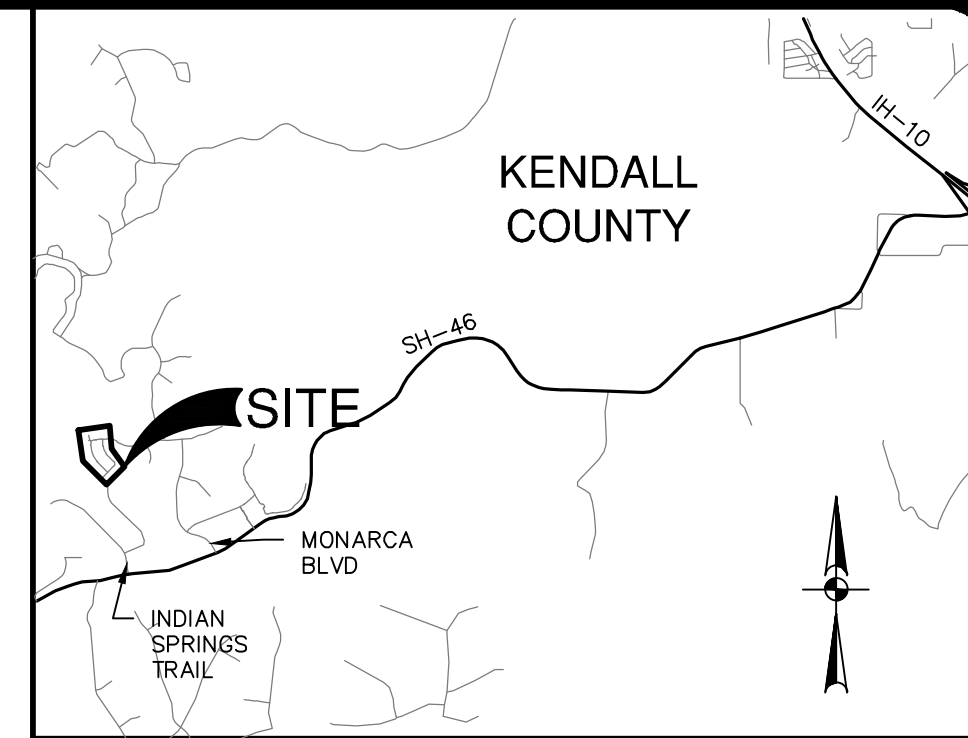 IH-10
KENDALL
COUNTY
SH-46
SITE
MONARCA
BLVD
INDIAN
SPRINGS
TRAIL